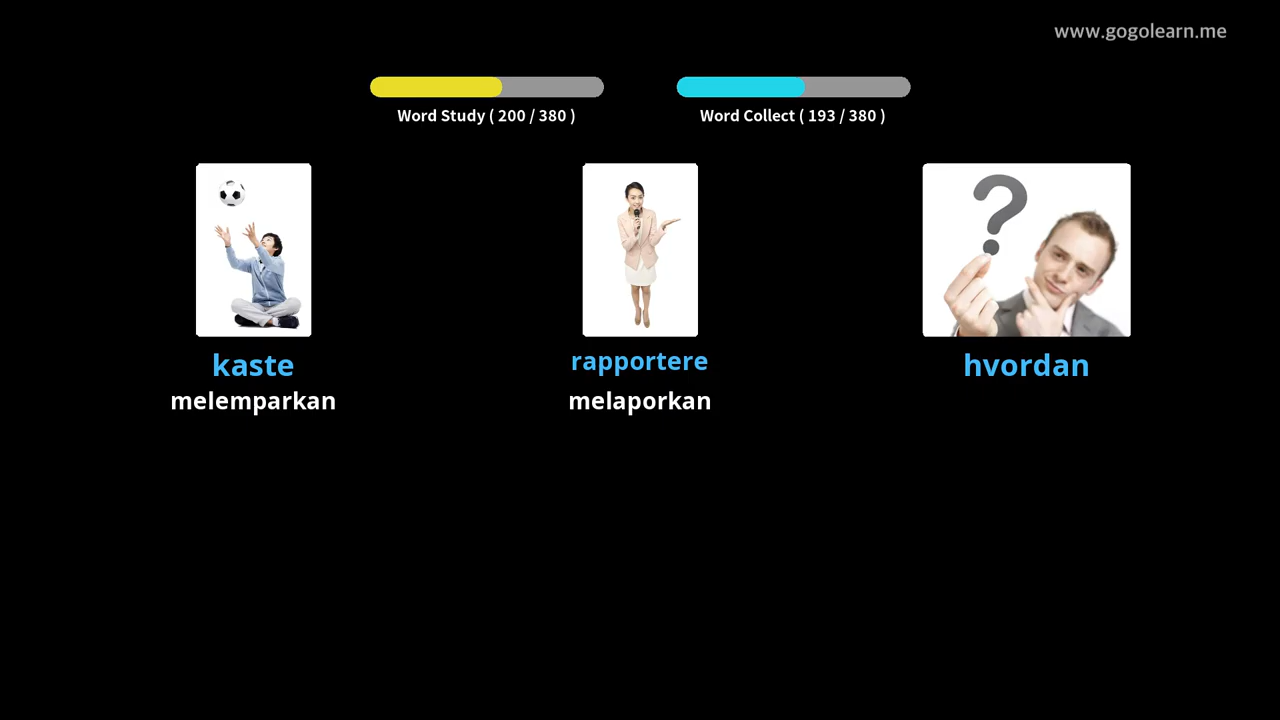 www.gogolearn.me
Word Study ( 200 / 380 )
Word Collect ( 193 / 380 )
kaste
melemparkan
rapportere
melaporkan
hvordan